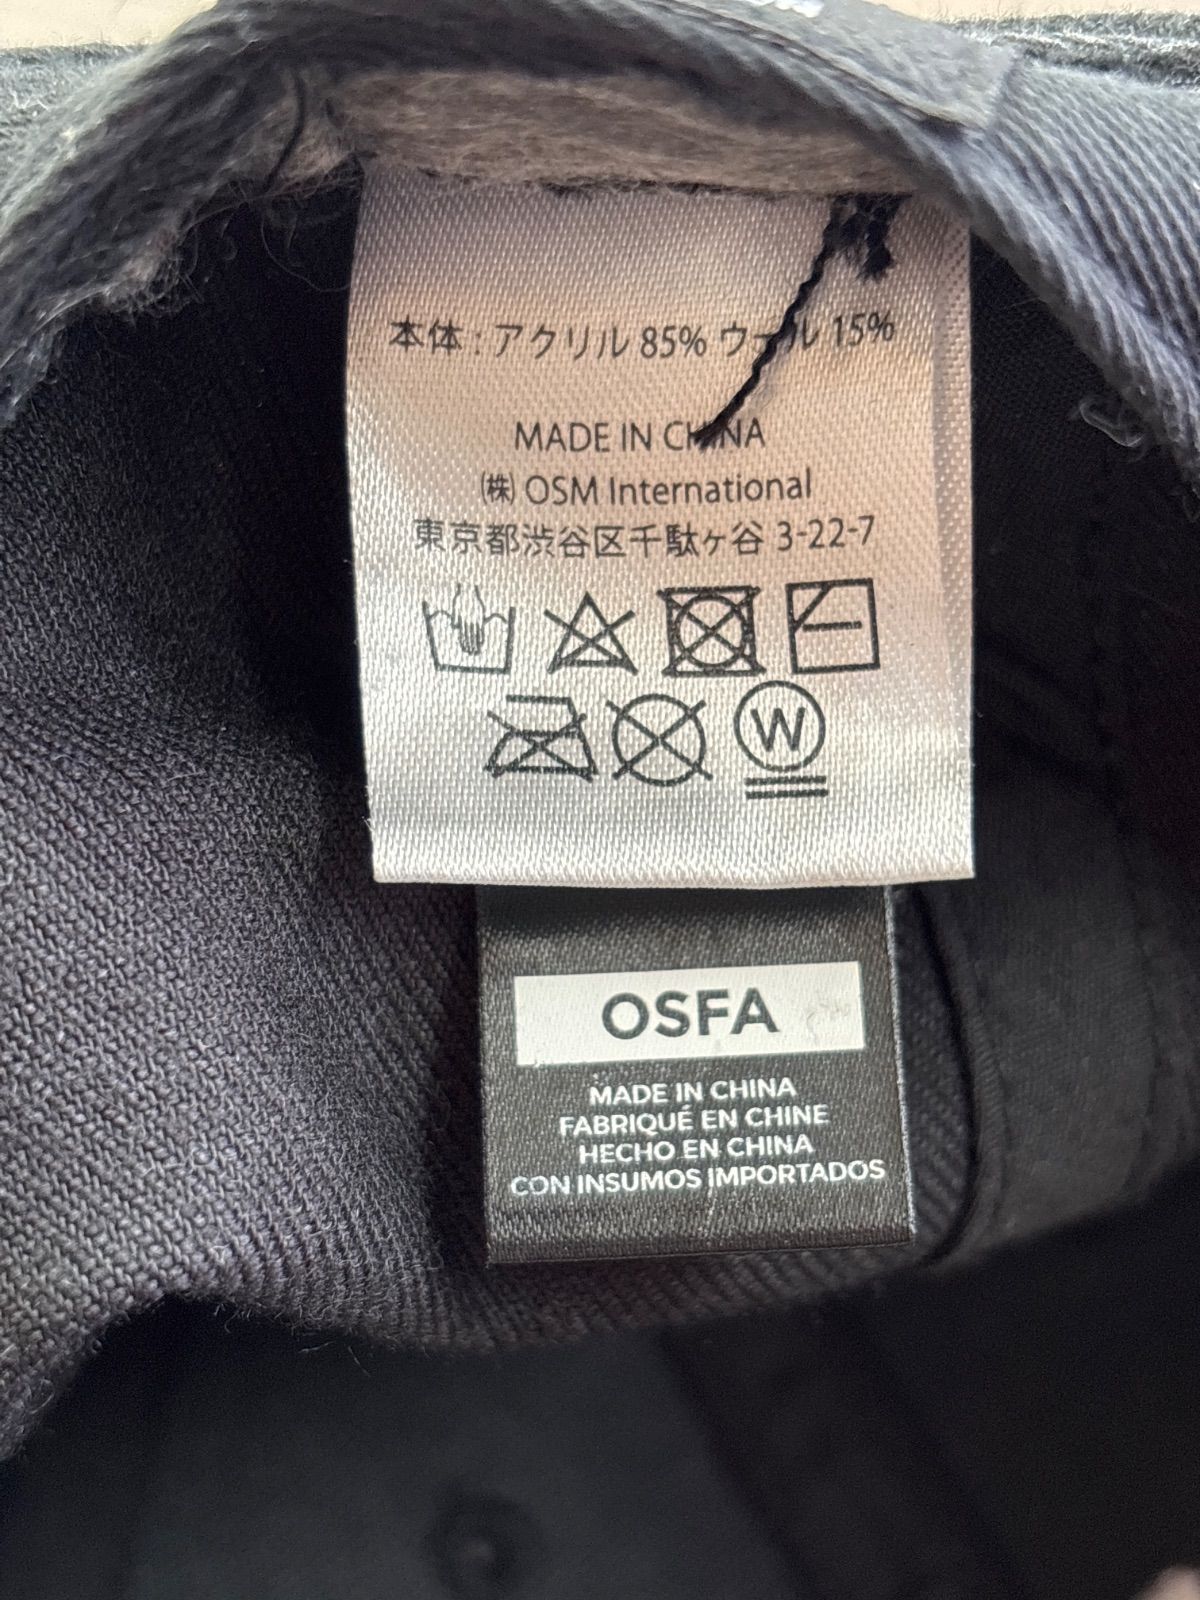 本体 : アクリル 85% ウール 15%
MADE IN CHINA
㈱ OSM International
東京都渋谷区千駄ヶ谷 3-22-7
W
OSFA
MADE IN CHINA
FABRIQUÉ EN CHINE
HECHO EN CHINA
CON INSUMOS IMPORTADOS